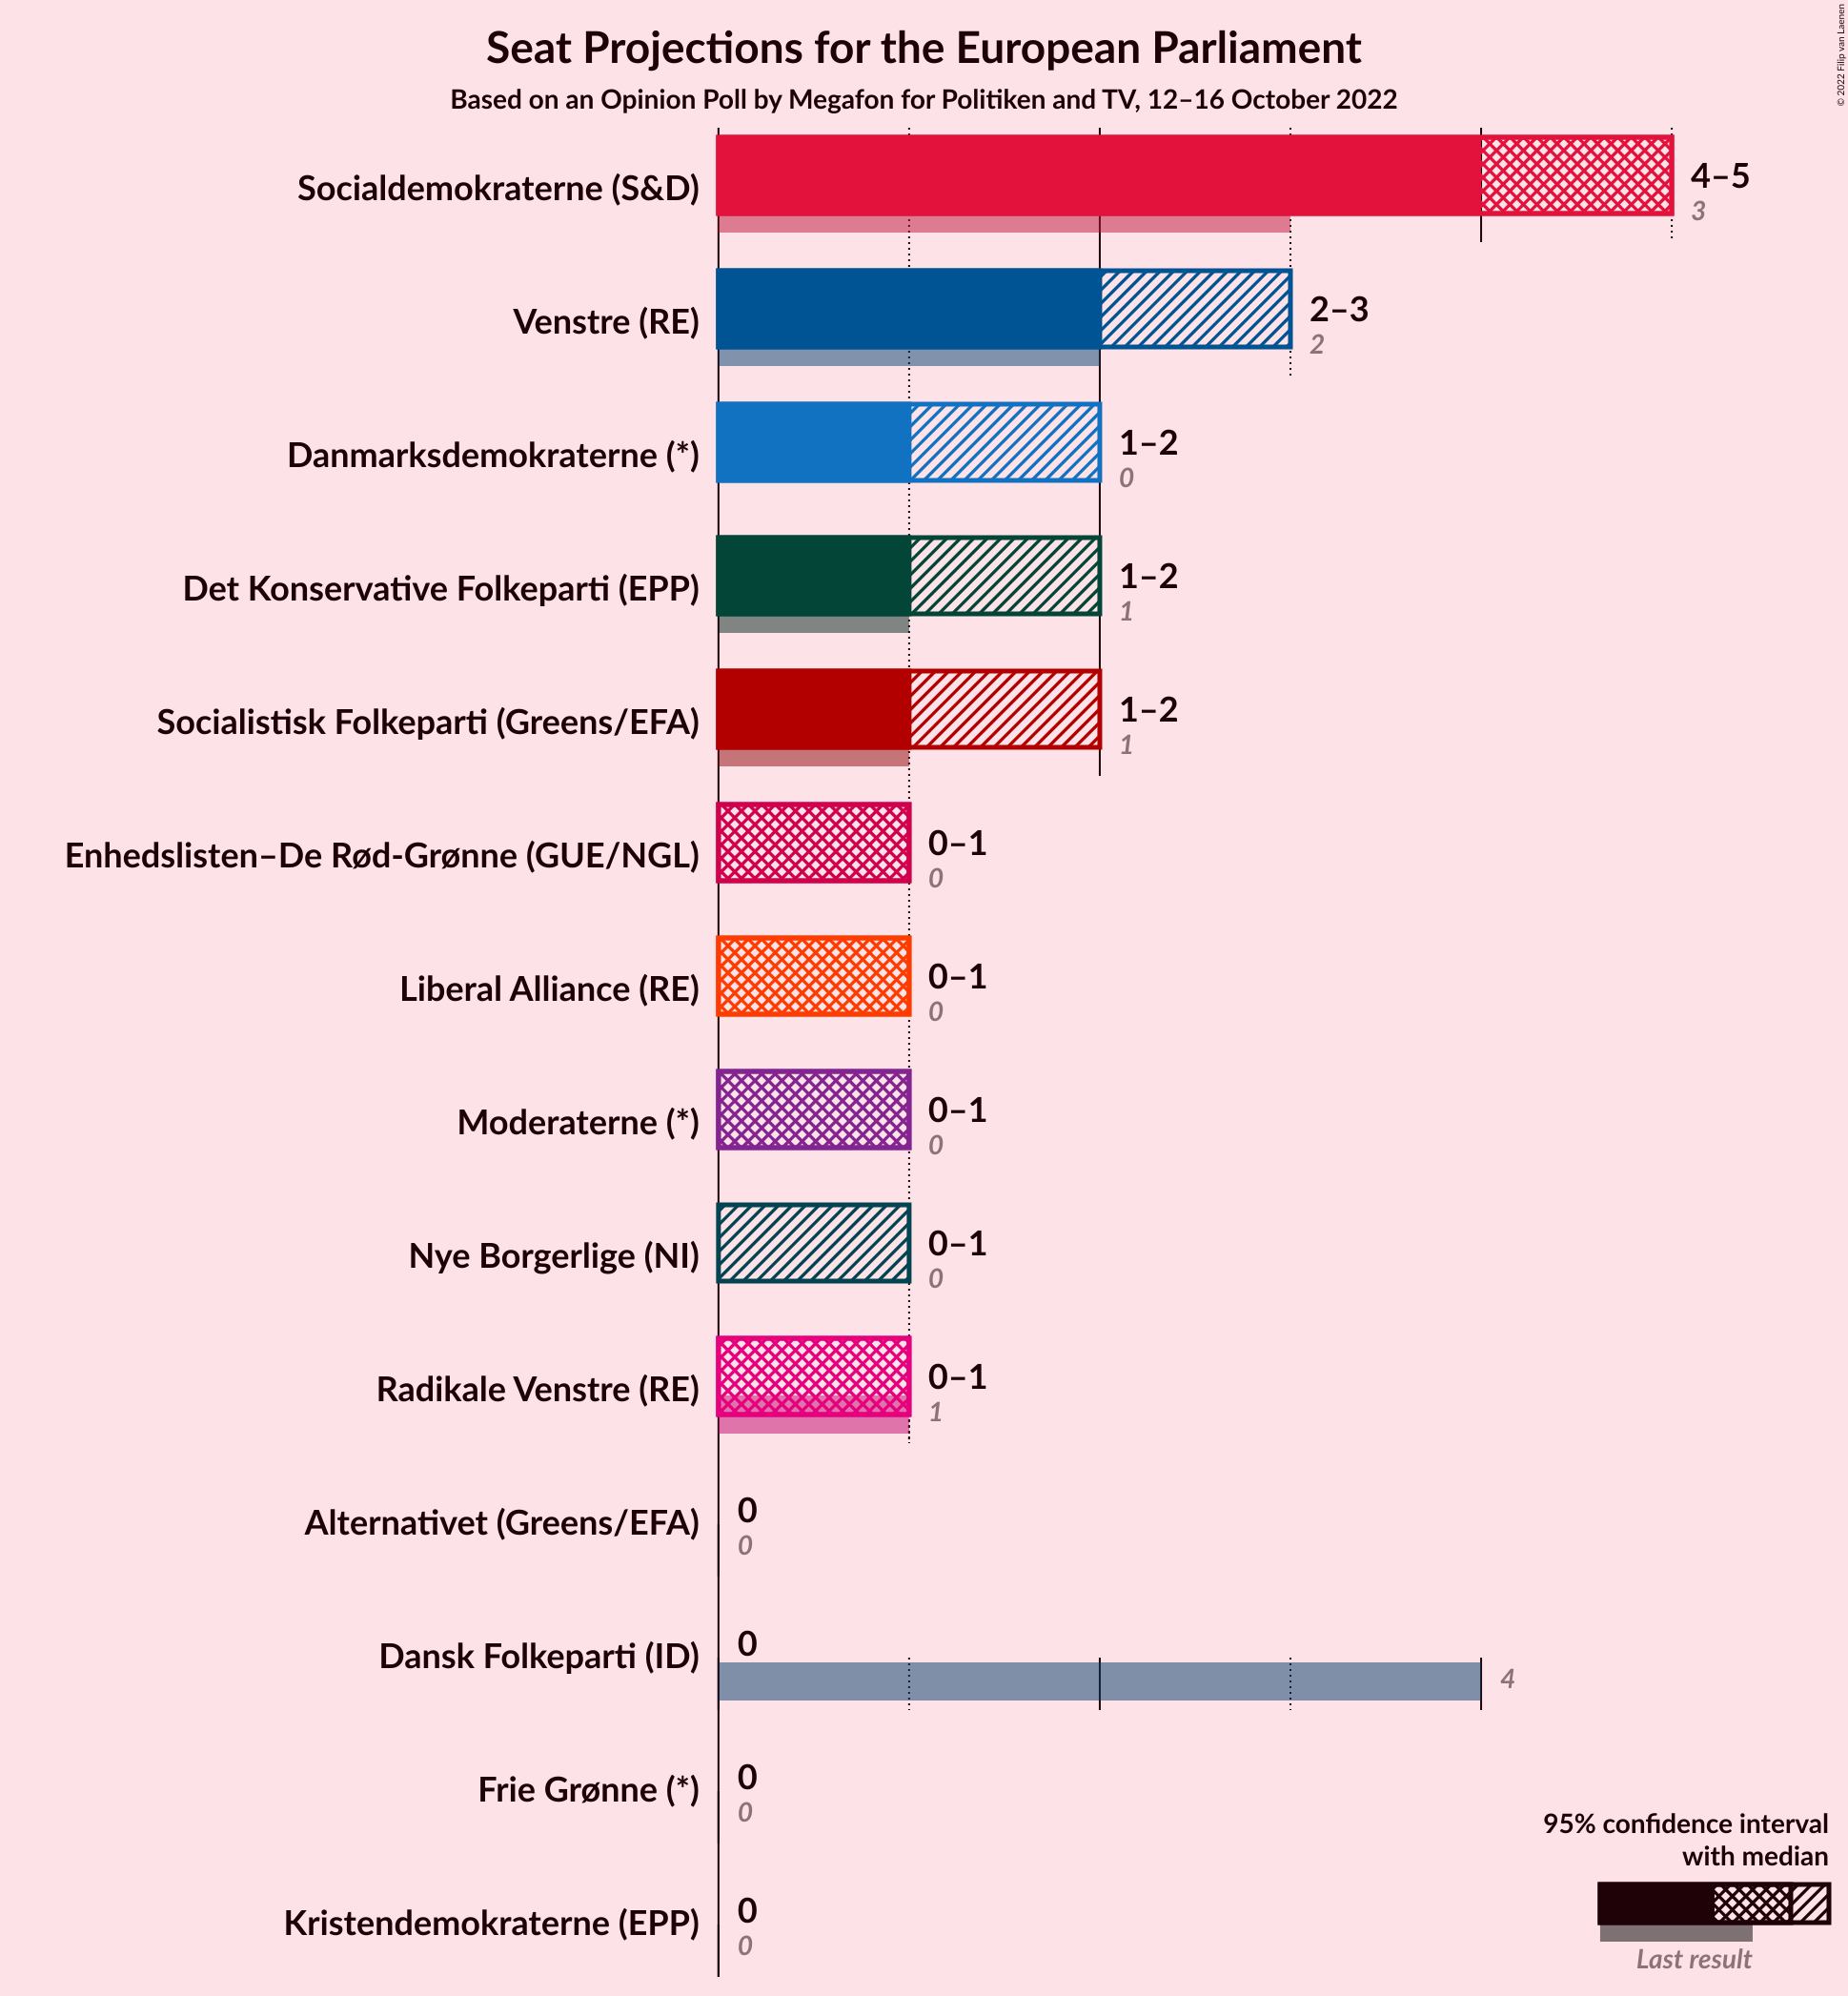 Seat Projections for the European Parliament
Based on an Opinion Poll by Megafon for Politiken and TV, 12–16 October 2022
© 2022 Filip van Laenen
Socialdemokraterne (S&D)
4–5
3
Venstre (RE)
2–3
2
Danmarksdemokraterne (*)
1–2
0
Det Konservative Folkeparti (EPP)
1–2
1
Socialistisk Folkeparti (Greens/EFA)
1–2
1
Enhedslisten–De Rød-Grønne (GUE/NGL)
0–1
0
Liberal Alliance (RE)
0–1
0
Moderaterne (*)
0–1
0
Nye Borgerlige (NI)
0–1
0
Radikale Venstre (RE)
0–1
1
Alternativet (Greens/EFA)
0
0
Dansk Folkeparti (ID)
0
4
Frie Grønne (*)
0
0
Kristendemokraterne (EPP)
0
0
95% confidence interval
with median
Last result